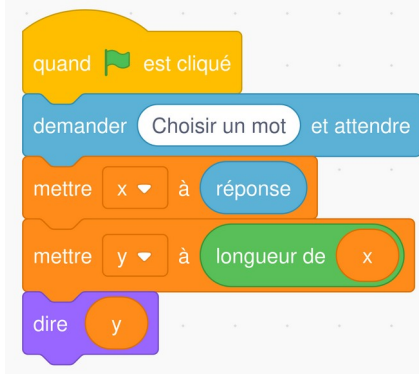 quand est cliqué
demander Choisir un mot et attendre
mettre x à réponse
mettre y à longueur de x
dire y